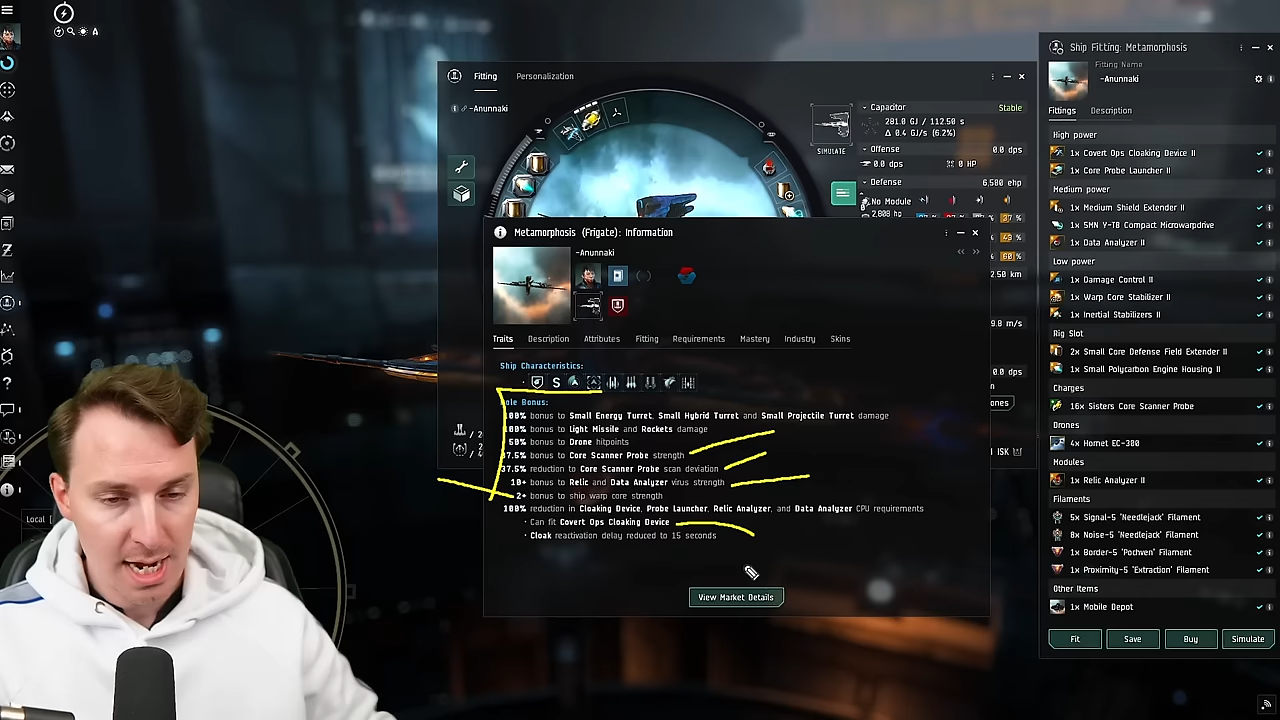 Fitting
Personalization
-Anunnaki
SIMULATE
Capacitor
Stable
281.0 GJ / 112.50 s
Δ 0.4 GJ/s (6.2%)
Offense
0.0 dps
0.0 dps
0 HP
Defense
6.580 ehp
No Module
Metamorphosis (Frigate): Information
-Anunnaki
Traits
Description
Attributes
Fitting
Requirements
Mastery
Industry
Skins
Ship Characteristics:
ole Bonus:
100% bonus to Small Energy Turret, Small Hybrid Turret and Small Projectile Turret damage
100% bonus to Light Missile and Rockets damage
50% bonus to Drone hitpoints
37.5% bonus to Core Scanner Probe strength
37.5% reduction to Core Scanner Probe scan deviation
10+ bonus to Relic and Data Analyzer virus strength
2+ bonus to ship warp core strength
100% reduction in Cloaking Device, Probe Launcher, Relic Analyzer, and Data Analyzer CPU requirements
· Can fit Covert Ops Cloaking Device
· Cloak reactivation delay reduced to 15 seconds
View Market Details
Local [
Ship Fitting: Metamorphosis
Fitting Name
-Anunnaki
Fittings
Description
High power
1x Covert Ops Cloaking Device II
1x Core Probe Launcher II
Medium power
1x Medium Shield Extender II
1x 5MN Y-T8 Compact Microwarpdrive
1x Data Analyzer II
Low power
1x Damage Control II
1x Warp Core Stabilizer II
1x Inertial Stabilizers II
Rig Slot
2x Small Core Defense Field Extender II
1x Small Polycarbon Engine Housing II
Charges
16x Sisters Core Scanner Probe
Drones
4x Hornet EC-300
Modules
1x Relic Analyzer II
Filaments
5x Signal-5 'Needlejack' Filament
8x Noise-5 'Needlejack' Filament
1x Border-5 'Pochven' Filament
1x Proximity-5 'Extraction' Filament
Other Items
1x Mobile Depot
Fit
Save
Buy
Simulate